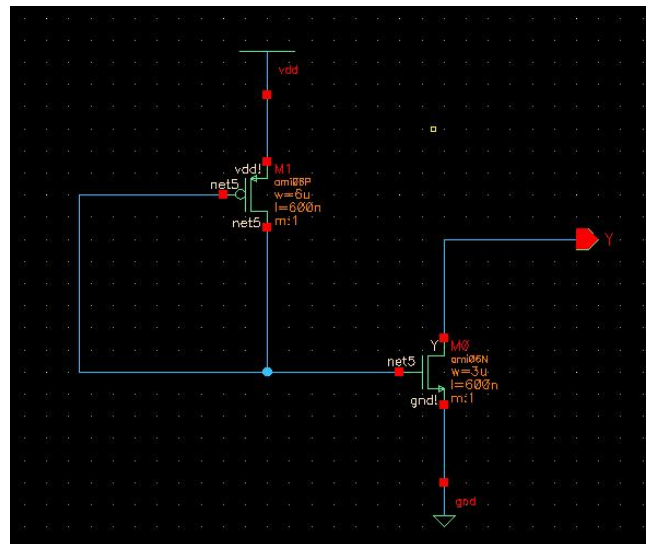 vdd
vdd!
M1
ami06P
net5
w=6u
l=600n
net5
m:1
Y
Y
M0
ami06N
net5
w=3u
l=600n
gnd!
m:1
gnd